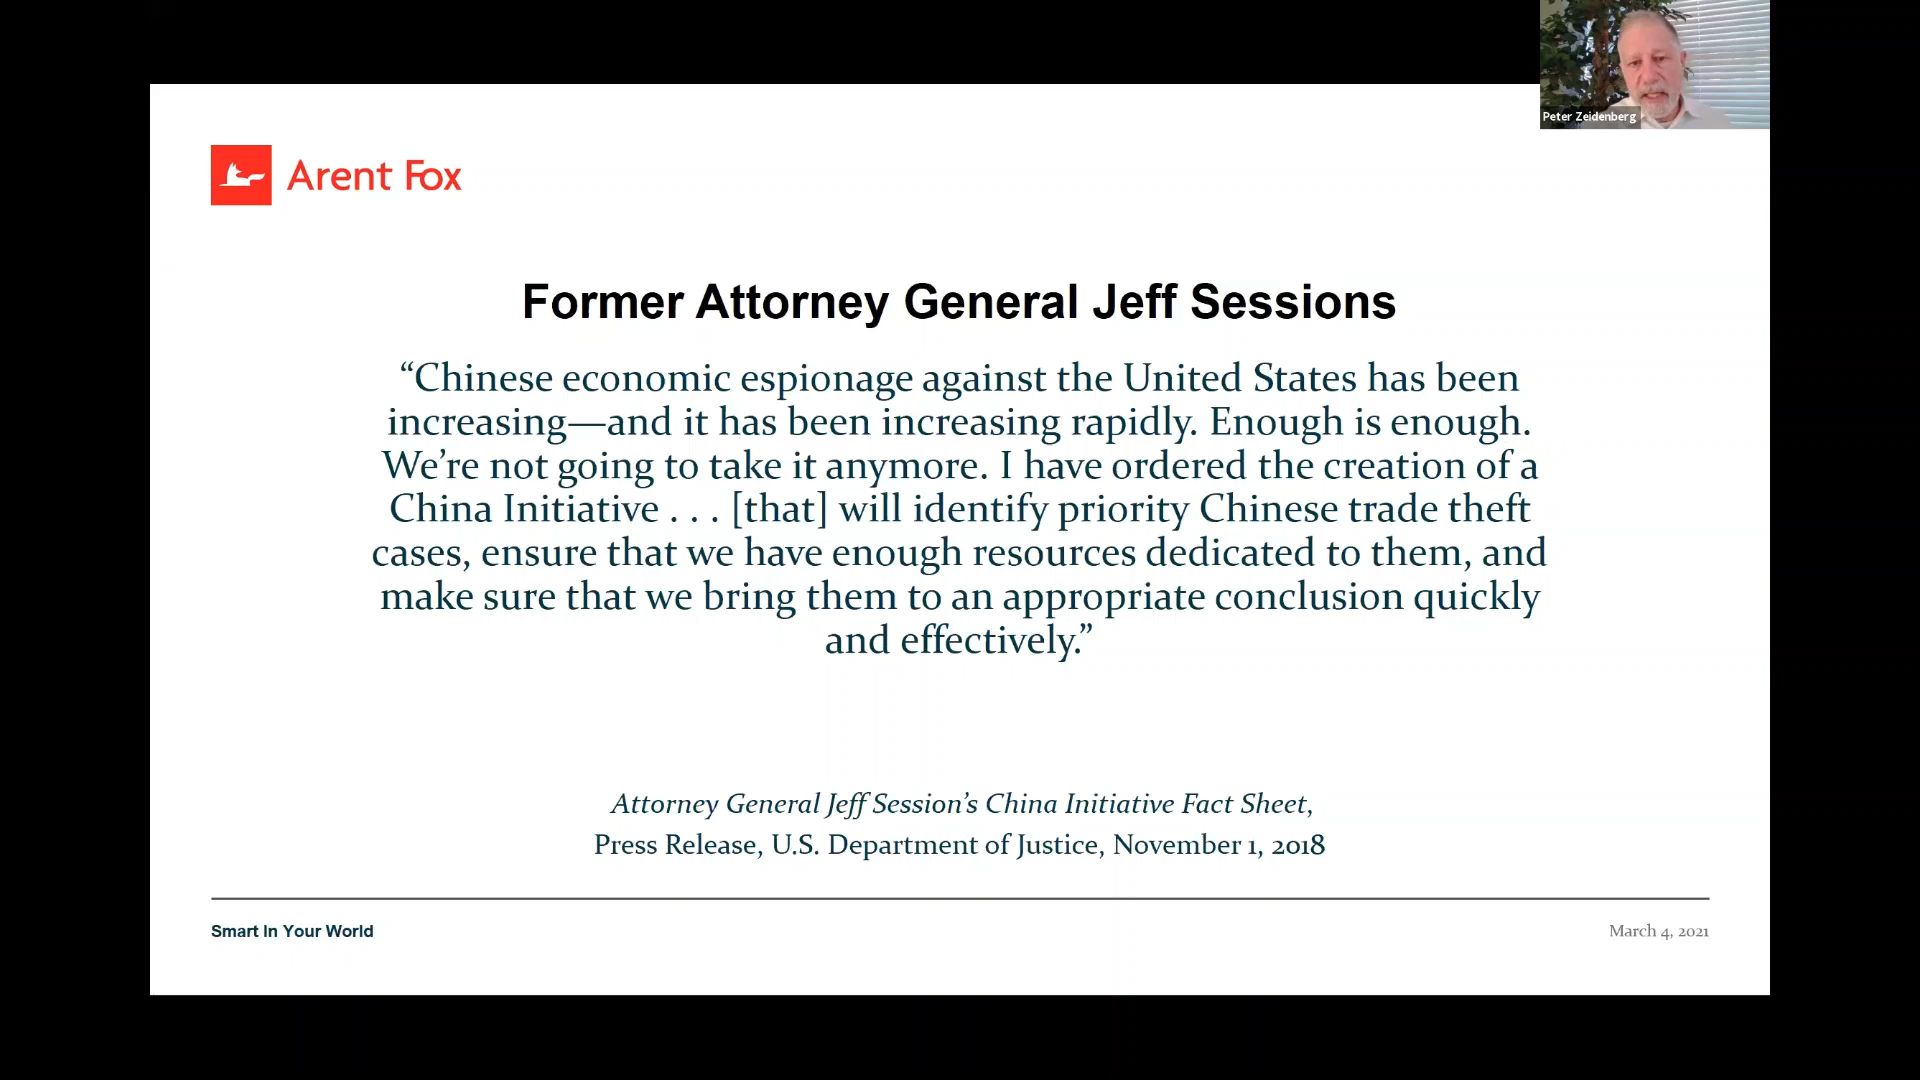 Peter Zeidenberg
Arent Fox
Former Attorney General Jeff Sessions
“Chinese economic espionage against the United States has been
increasing—and it has been increasing rapidly. Enough is enough.
We’re not going to take it anymore. I have ordered the creation of a
China Initiative . . . [that] will identify priority Chinese trade theft
cases, ensure that we have enough resources dedicated to them, and
make sure that we bring them to an appropriate conclusion quickly
and effectively.”
Attorney General Jeff Session’s China Initiative Fact Sheet,
Press Release, U.S. Department of Justice, November 1, 2018
Smart In Your World
March 4, 2021